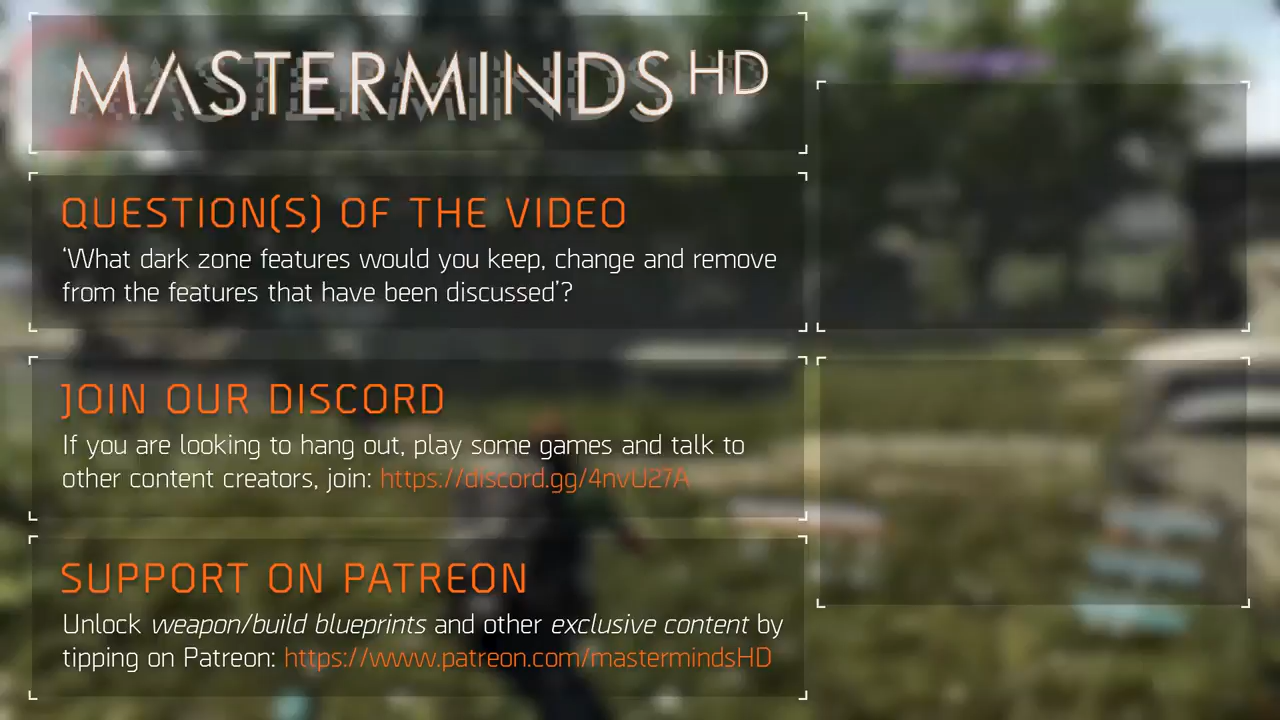 MASTERMINDS HD
QUESTION(S) OF THE VIDEO
‘What dark zone features would you keep, change and remove
from the features that have been discussed’?
JOIN OUR DISCORD
If you are looking to hang out, play some games and talk to
other content creators, join: https://discord.gg/4nvU27A
SUPPORT ON PATREON
Unlock weapon/build blueprints and other exclusive content by
tipping on Patreon: https://www.patreon.com/mastermindsHD